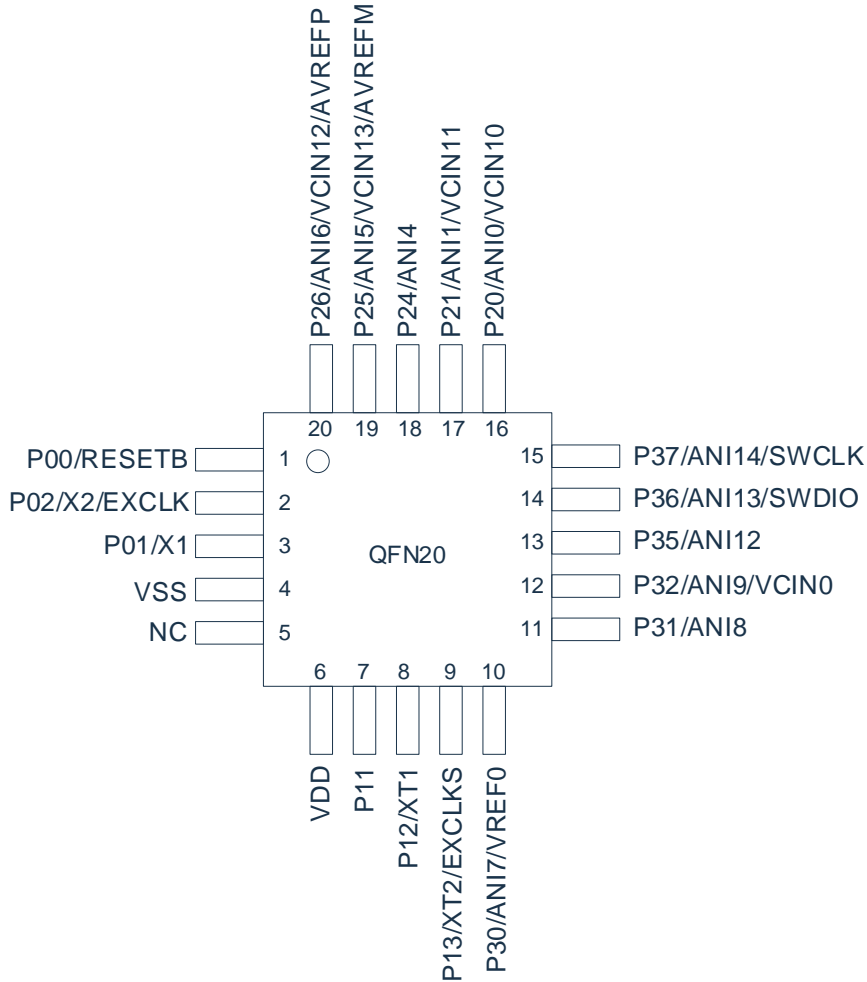 P26/ANI6/VCIN12/AVREFP
P25/ANI5/VCIN13/AVREFM
P24/ANI4
P21/ANI1/VCIN11
P20/ANI0/VCIN10
20 19 18 17 16
P00/RESETB 1
P02/X2/EXCLK 2
P01/X1 3
VSS 4
NC 5
QFN20
15 P37/ANI14/SWCLK
14 P36/ANI13/SWDIO
13 P35/ANI12
12 P32/ANI9/VCIN0
11 P31/ANI8
6 7 8 9 10
VDD
P11
P12/XT1
P13/XT2/EXCLKS
P30/ANI7/VREF0